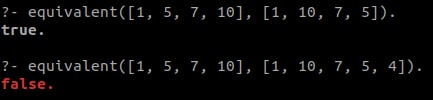 ?- equivalent([1, 5, 7, 10], [1, 10, 7, 5]).
true.
?- equivalent([1, 5, 7, 10], [1, 10, 7, 5, 4]).
false.